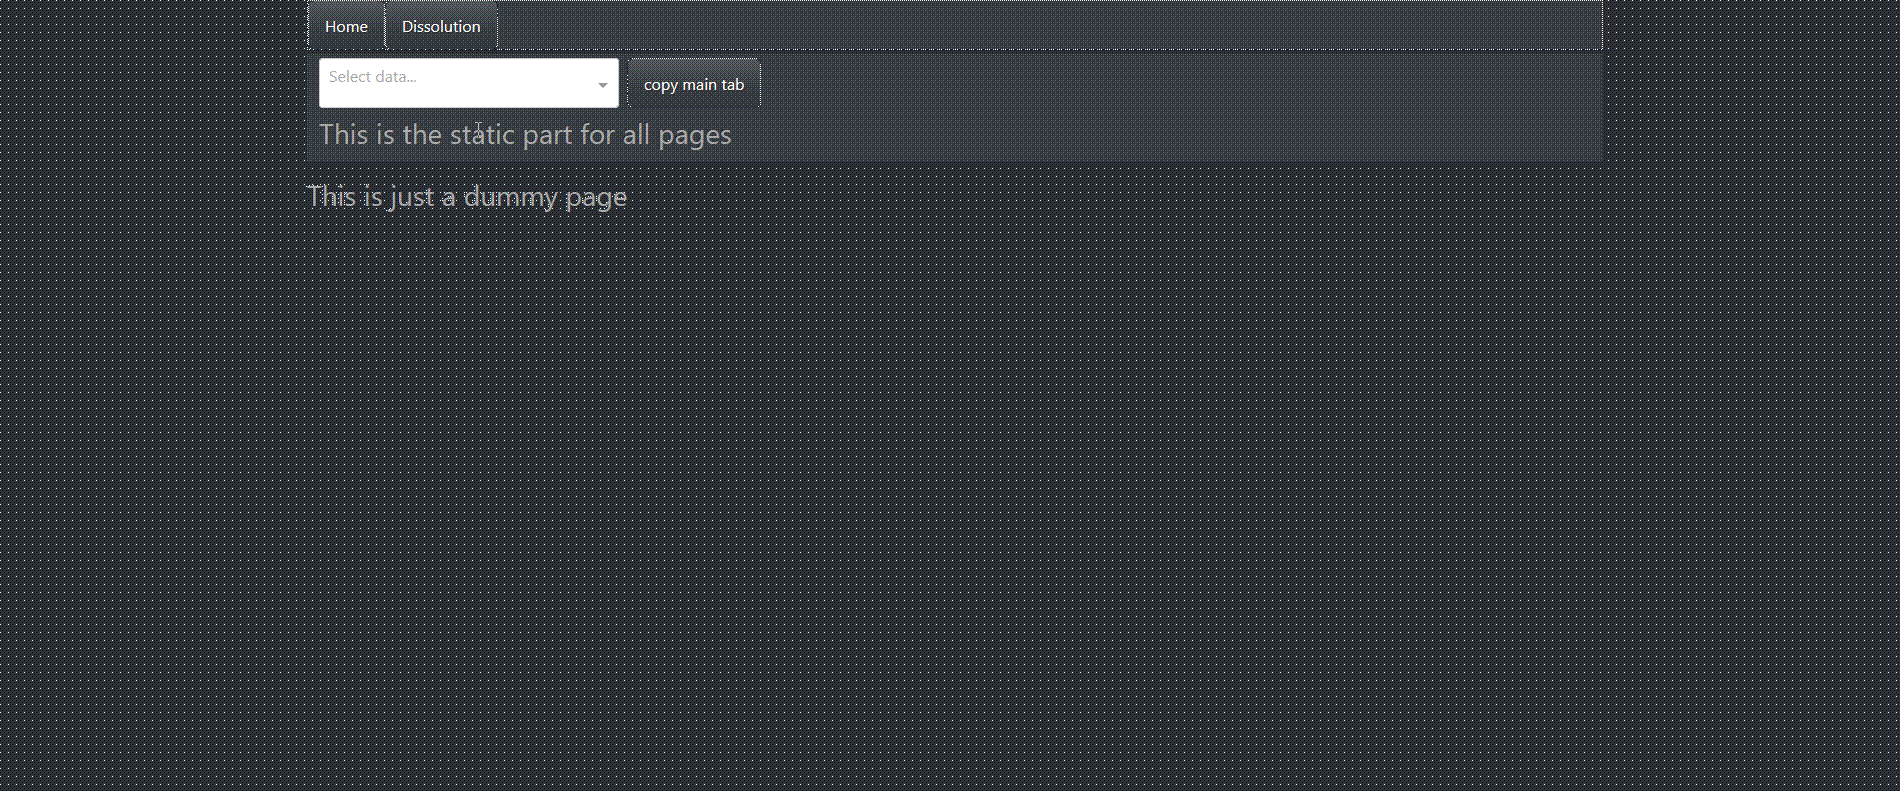 Home Dissolution
Select data... copy main tab
This is the static part for all pages
This is just a dummy page